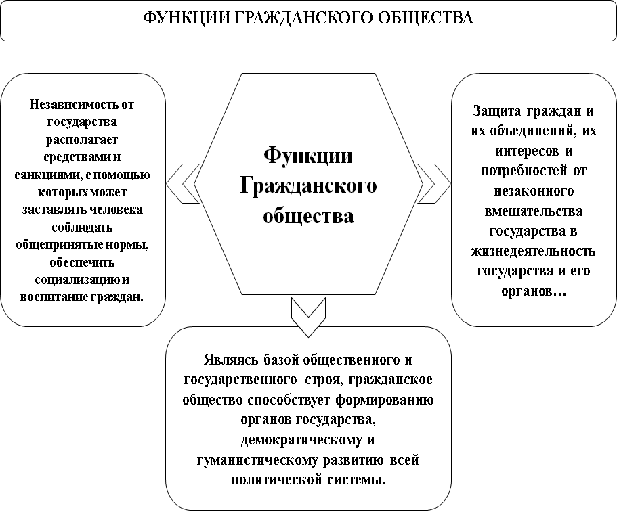 ФУНКЦИИ ГРАЖДАНСКОГО ОБЩЕСТВА
Независимость от
государства
располагает
средствами и
санкциями, с помощью
которых может
заставлять человека
соблюдать
общепринятые нормы,
обеспечить
социализацию и
воспитание граждан.
Функции
Гражданского
общества
Защита граждан и
их объединений, их
интересов и
потребностей от
незаконного
вмешательства
государства в
жизнедеятельность
государства и его
органов...
Являясь базой общественного и
государственного строя, гражданское
общество способствует формированию
органов государства,
демократическому и
гуманистическому развитию всей
политической системы.